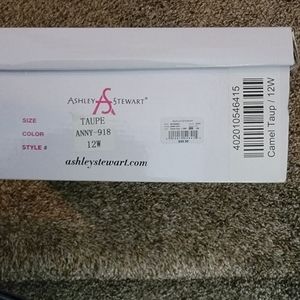 ASHLEY STEWART
SIZE TAUPE
COLOR ANNY-918
STYLE # 12W
ashleystewart.com
402010546415
Camel Taup / 12W